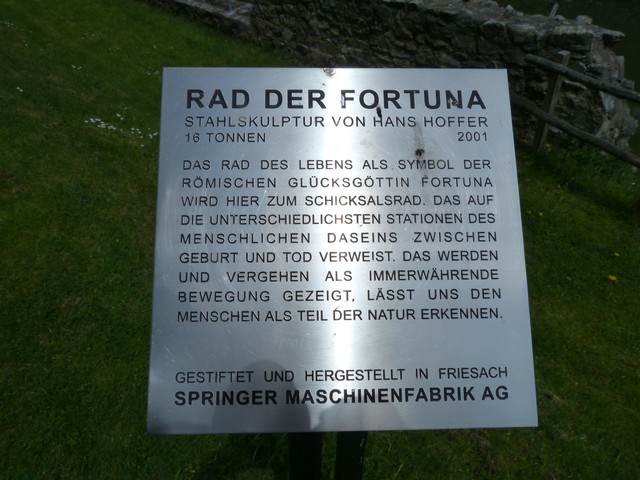 RAD DER FORTUNA
STAHLSKULPTUR VON HANS HOFFER
16 TONNEN 2001
DAS RAD DES LEBENS ALS SYMBOL DER
RÖMISCHEN GLÜCKSGÖTTIN FORTUNA
WIRD HIER ZUM SCHICKSALSRAD. DAS AUF
DIE UNTERSCHIEDLICHSTEN STATIONEN DES
MENSCHLICHEN DASEINS ZWISCHEN
GEBURT UND TOD VERWEIST. DAS WERDEN
UND VERGEHEN ALS IMMERWÄHRENDE
BEWEGUNG GEZEIGT, LÄSST UNS DEN
MENSCHEN ALS TEIL DER NATUR ERKENNEN.
GESTIFTET UND HERGESTELLT IN FRIESACH
SPRINGER MASCHINENFABRIK AG